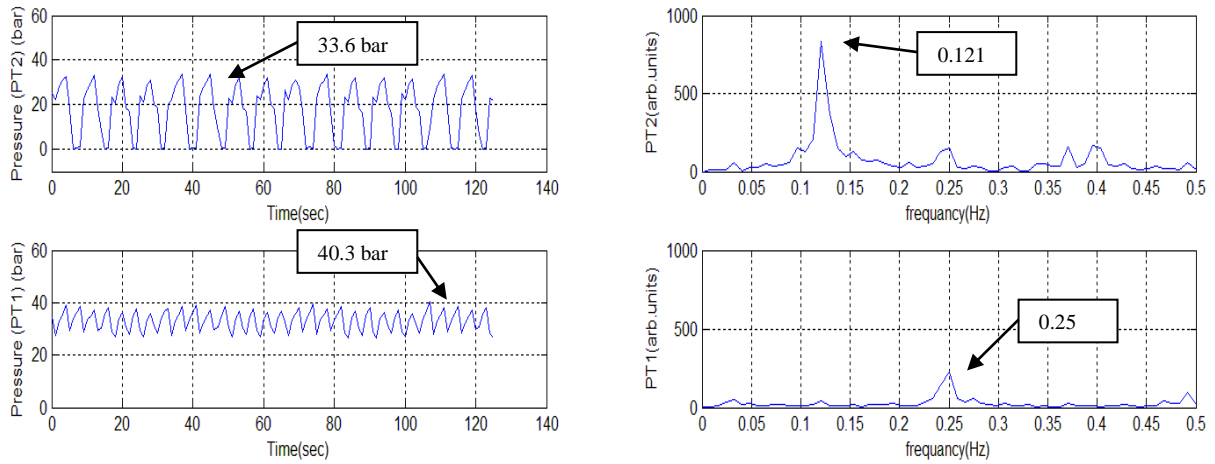 Pressure (PT2) (bar)
60
40
20
0
0 20 40 60 80 100 120 140
Time(sec)
33.6 bar
PT2(arb.units)
1000
500
0
0 0.05 0.1 0.15 0.2 0.25 0.3 0.35 0.4 0.45 0.5
frequancy(Hz)
0.121
Pressure (PT1) (bar)
60
40
20
0
0 20 40 60 80 100 120 140
Time(sec)
40.3 bar
PT1(arb.units)
1000
500
0
0 0.05 0.1 0.15 0.2 0.25 0.3 0.35 0.4 0.45 0.5
frequancy(Hz)
0.25